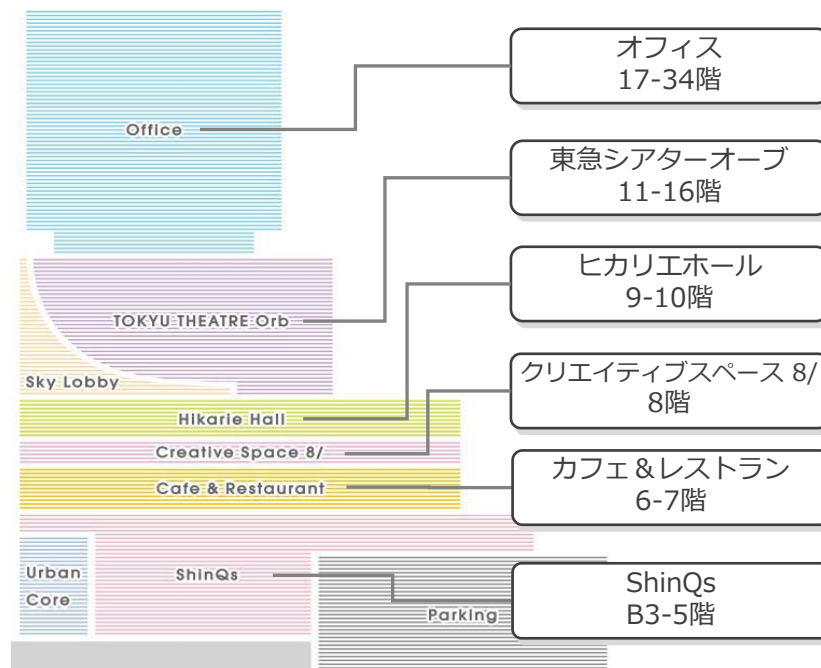 Office
オフィス
17-34階
東急シアターオーブ
11-16階
TOKYU THEATRE Orb
ヒカリエホール
9-10階
Sky Lobby
Hikarie Hall
クリエイティブスペース 8/
8階
Creative Space 8/
カフェ＆レストラン
6-7階
Cafe & Restaurant
Urban
Core
ShinQs
ShinQs
B3-5階
Parking